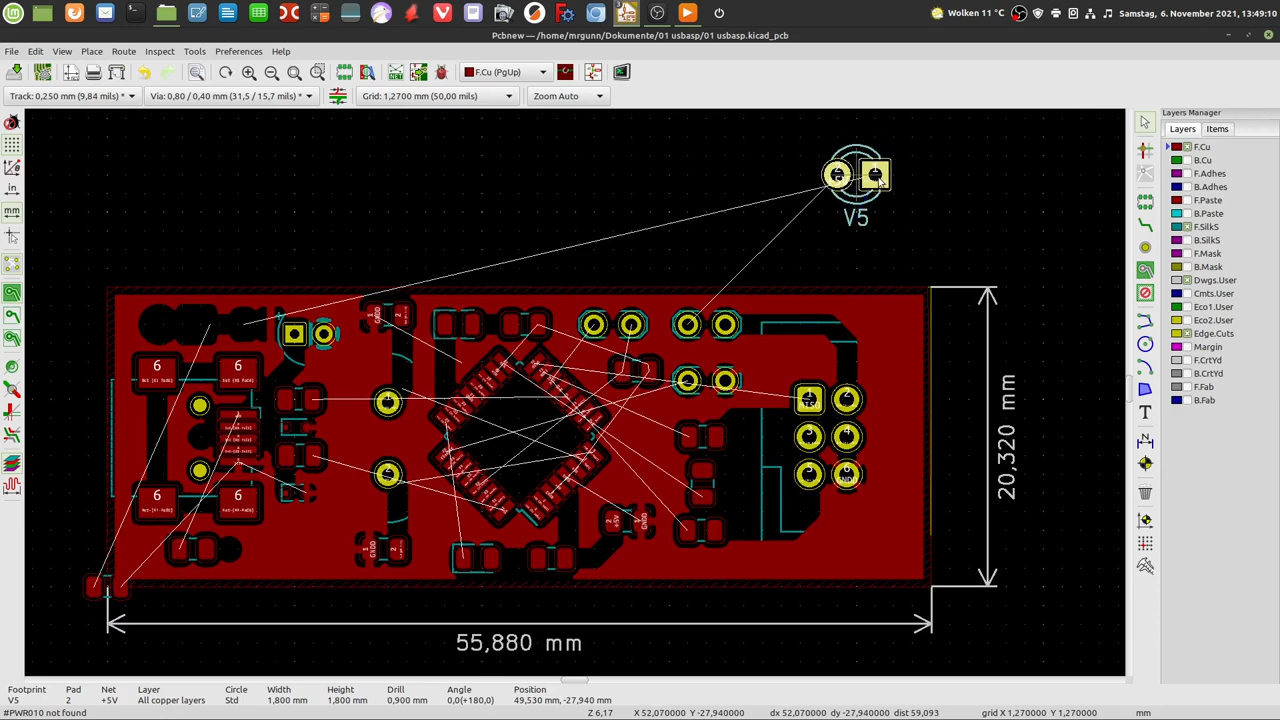 Wolken 11 °C
Samstag, 6. November 2021, 13:49:10
Pcbnew — /home/mrgunn/Dokumente/01 usbasp/01 usbasp.kicad_pcb
File Edit View Place Route Inspect Tools Preferences Help
F.Cu (PgUp)
Track: 0,250 mm (9,84 mils) *
Via: 0,80 / 0,40 mm (31,5 / 15,7 mils) *
Grid: 1,2700 mm (50,00 mils)
Zoom Auto
Layers Manager
Layers Items
F.Cu
B.Cu
F.Adhes
B.Adhes
F.Paste
B.Paste
F.SilkS
B.SilkS
F.Mask
B.Mask
Dwgs.User
Cmts.User
Eco1.User
Eco2.User
Edge.Cuts
Margin
F.CrtYd
B.CrtYd
F.Fab
B.Fab
in
mm
V5
6 6
6 6
20,320 mm
55,880 mm
Footprint Pad Net Layer Circle Width Height Drill Angle Position
V5 2 +5V All copper layers Std 1,800 mm 1,800 mm 0,900 mm 0,0(+180,0) 49,530 mm, -27,940 mm
#PWR010 not found
Z 6,17
X 52,070000 Y -27,940000
dx 52,070000 dy -27,940000 dist 59,093
grid X 1,270000 Y 1,270000
mm